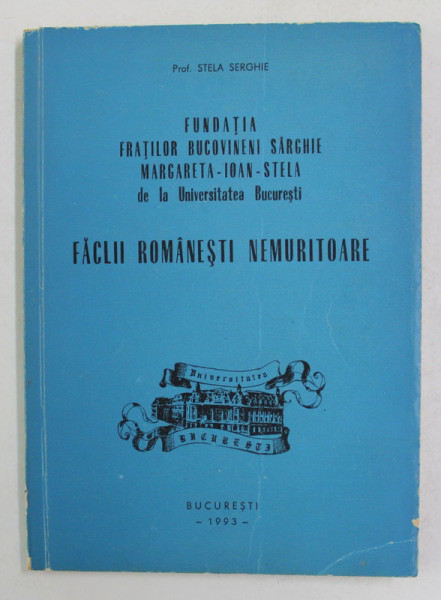 Prof. STELA SERGHIE
FUNDAȚIA
FRAȚILOR BUCOVINENI SÂRGHIE
MARGARETA-IOAN-STELA
de la Universitatea București
FĂCLII ROMÂNEȘTI NEMURITOARE
Universitatea
BUCUREȘTI
BUCUREȘTI
- 1993 -